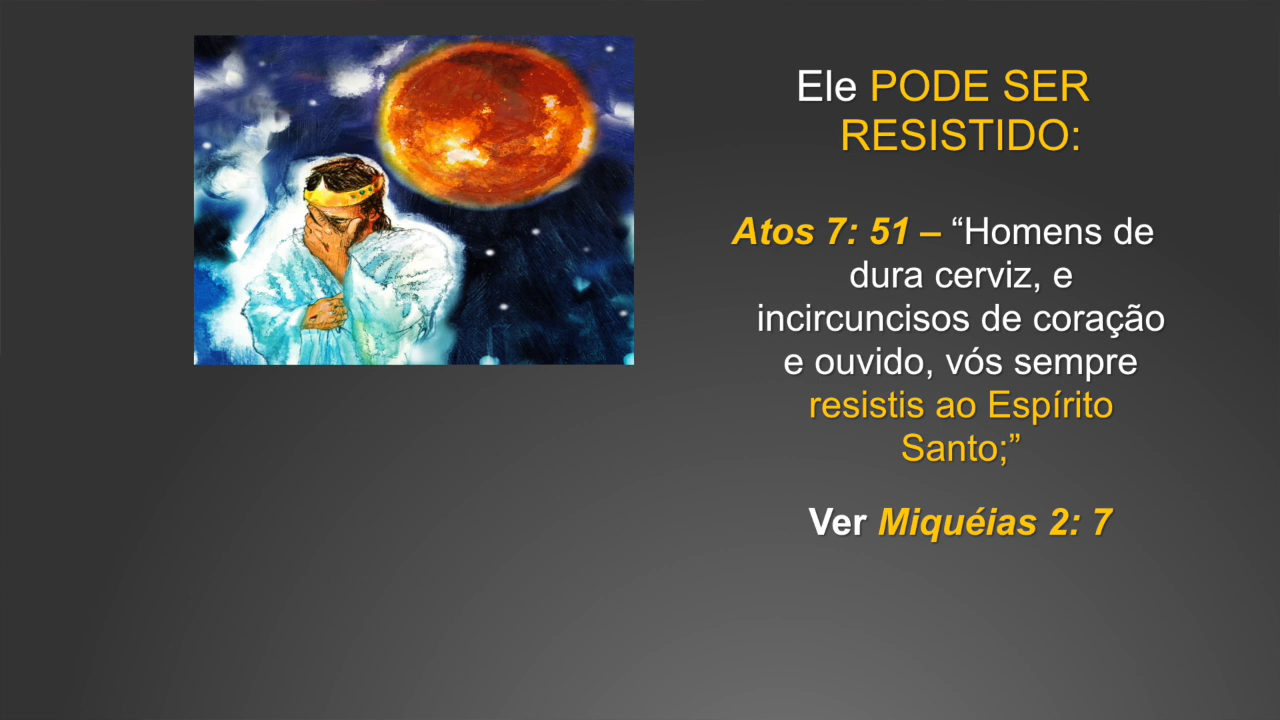 Ele PODE SER
RESISTIDO:
Atos 7: 51 – “Homens de
dura cerviz, e
incircuncisos de coração
e ouvido, vós sempre
resistis ao Espírito
Santo;”
Ver Miquéias 2: 7